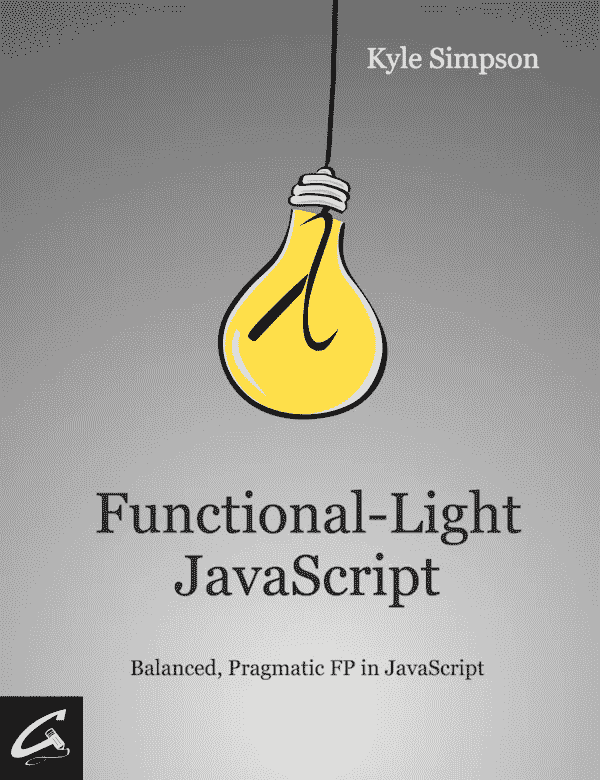 Kyle Simpson
λ
Functional-Light
JavaScript
Balanced, Pragmatic FP in JavaScript